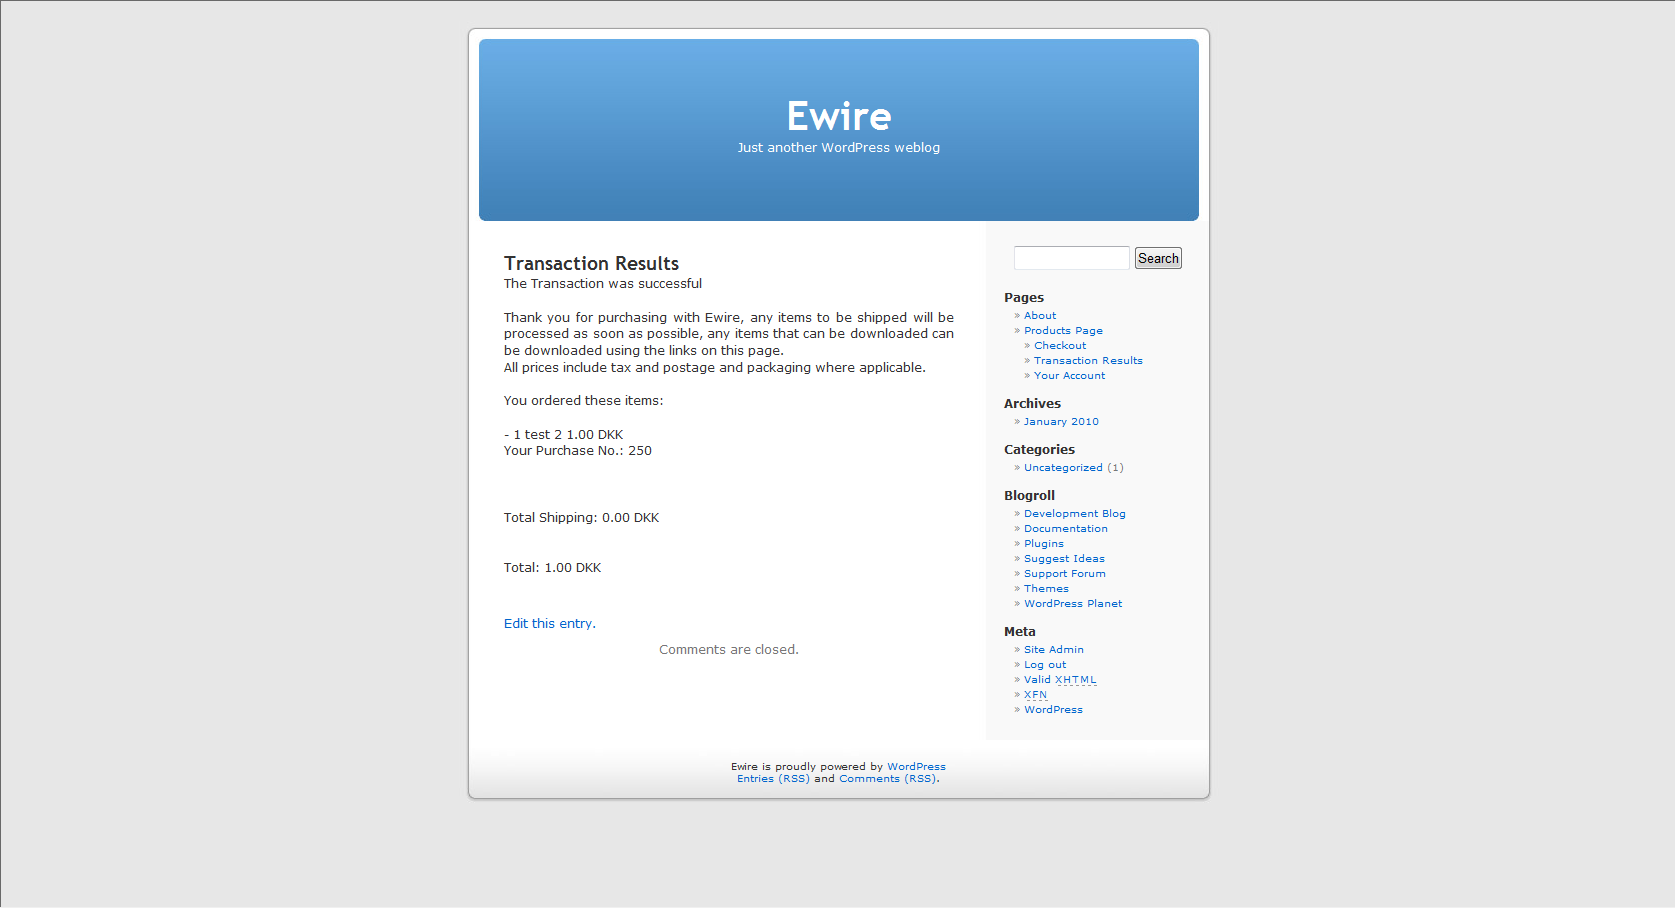 Ewire
Just another WordPress weblog
Transaction Results
The Transaction was successful
Thank you for purchasing with Ewire, any items to be shipped will be
processed as soon as possible, any items that can be downloaded can
be downloaded using the links on this page.
All prices include tax and postage and packaging where applicable.
You ordered these items:
- 1 test 2 1.00 DKK
Your Purchase No.: 250
Total Shipping: 0.00 DKK
Total: 1.00 DKK
Edit this entry.
Comments are closed.
Search
Pages
» About
» Products Page
» Checkout
» Transaction Results
» Your Account
Archives
» January 2010
Categories
» Uncategorized (1)
Blogroll
» Development Blog
» Documentation
» Plugins
» Suggest Ideas
» Support Forum
» Themes
» WordPress Planet
Meta
» Site Admin
» Log out
» Valid XHTML
» XFN
» WordPress
Ewire is proudly powered by WordPress
Entries (RSS) and Comments (RSS).